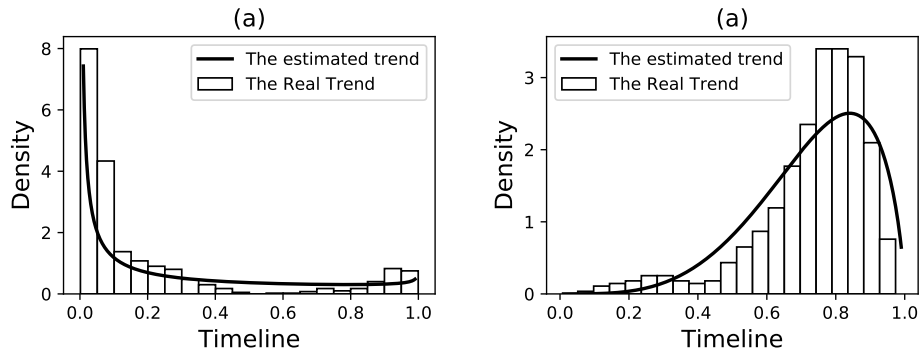 (a)
The estimated trend
The Real Trend
8
6
4
2
0
Density
0.0 0.2 0.4 0.6 0.8 1.0
Timeline
(a)
The estimated trend
The Real Trend
3
2
1
0
Density
0.0 0.2 0.4 0.6 0.8 1.0
Timeline